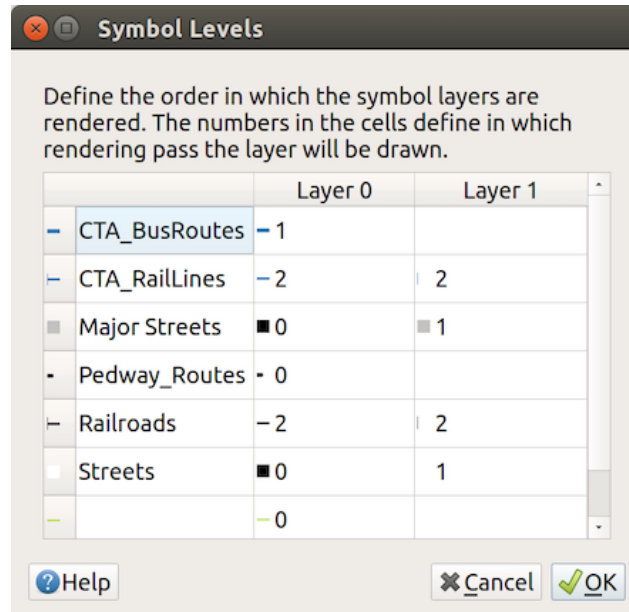 Symbol Levels
Define the order in which the symbol layers are
rendered. The numbers in the cells define in which
rendering pass the layer will be drawn.
Layer 0 Layer 1
CTA_BusRoutes 1
CTA_RailLines 2 2
Major Streets 0 1
Pedway_Routes 0
Railroads 2 2
Streets 0 1
0
Help Cancel OK